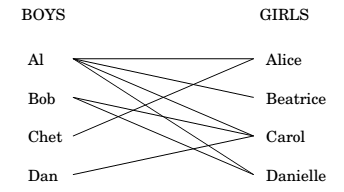 BOYS GIRLS
Al Alice
Bob Beatrice
Chet Carol
Dan Danielle